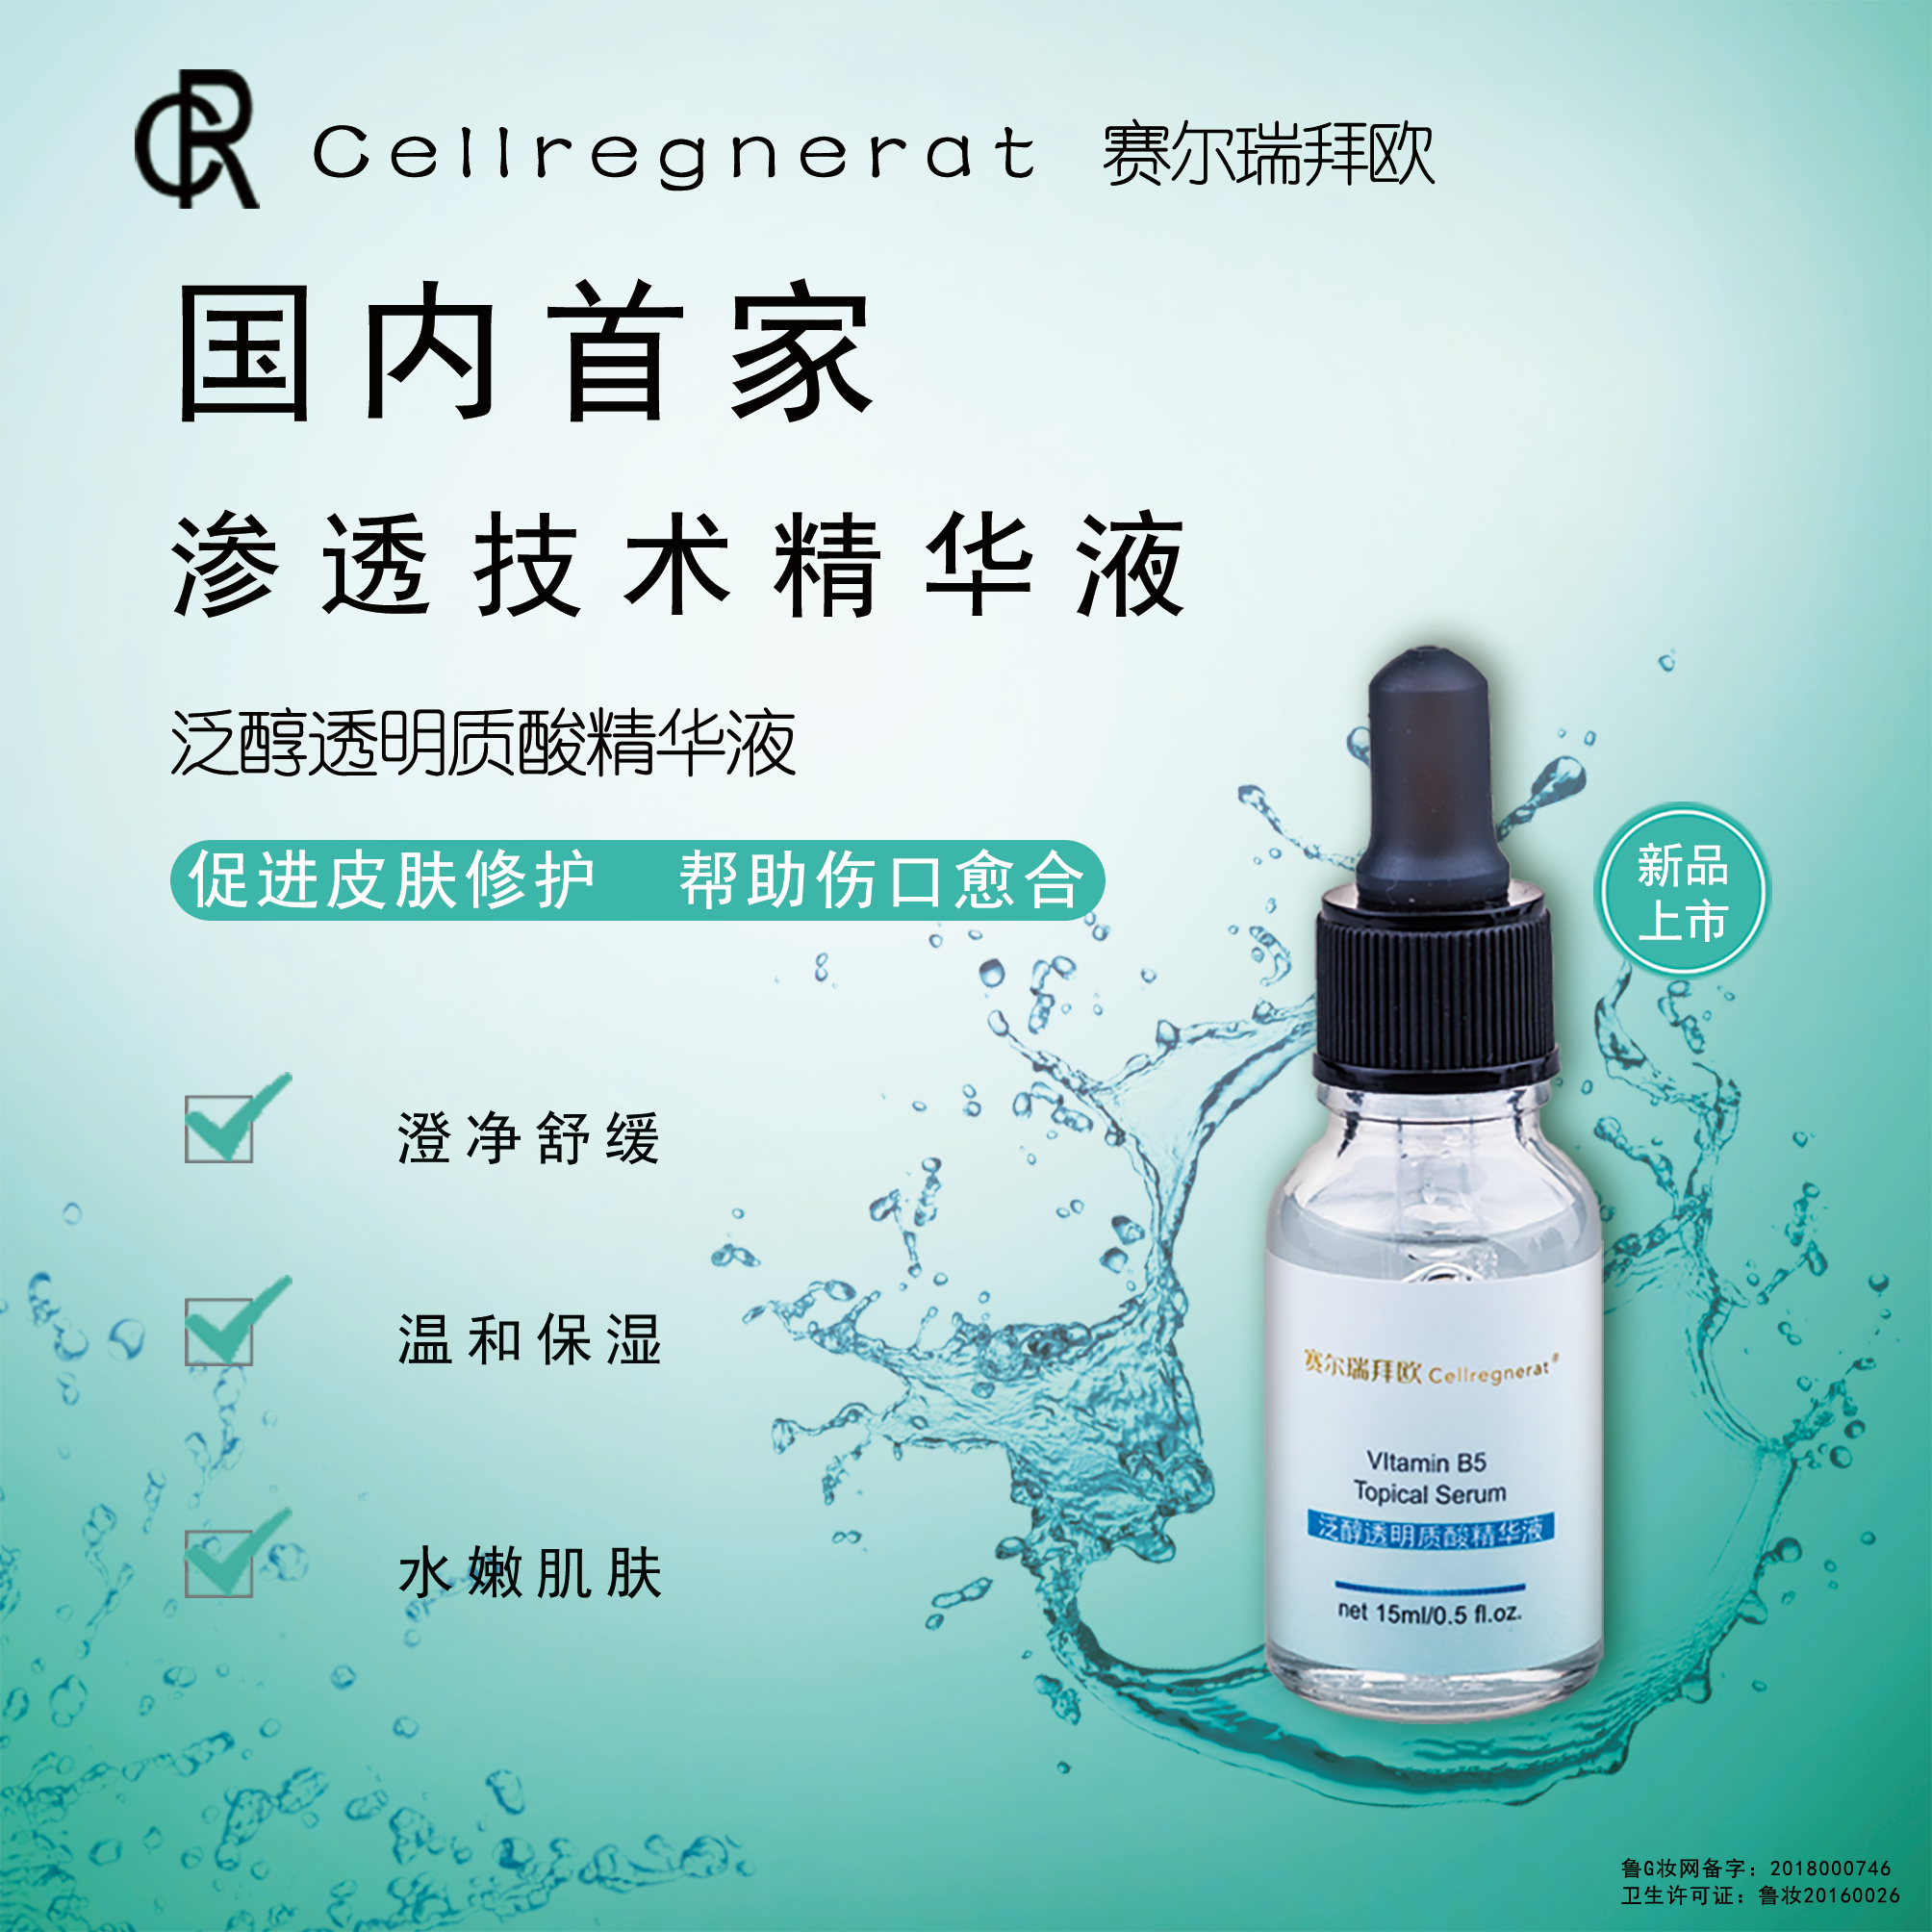 CR Cellregnerat 赛尔瑞拜欧
国内首家
渗透技术精华液
泛醇透明质酸精华液
促进皮肤修护 帮助伤口愈合
新品
上市
澄净舒缓
温和保湿
水嫩肌肤
赛尔瑞拜欧 Cellregnerat®
VItamin B5
Topical Serum
泛醇透明质酸精华液
net 15ml/0.5 fl.oz.
鲁G妆网备字：2018000746
卫生许可证：鲁妆20160026